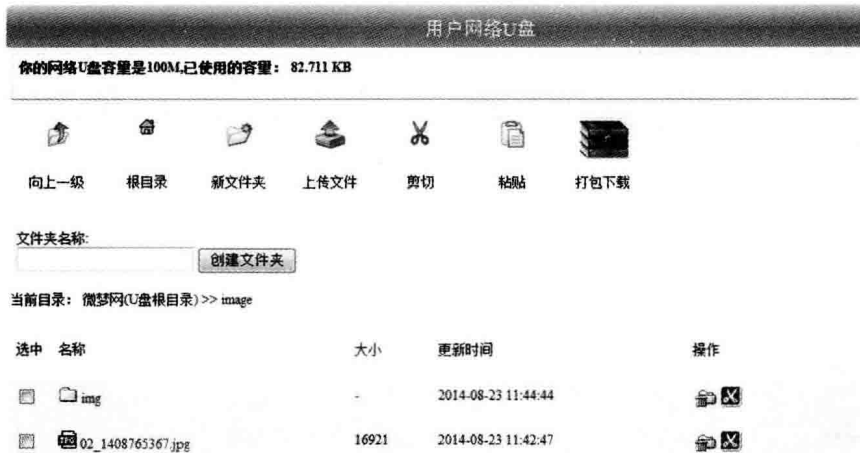 用户网络U盘
你的网络U盘容量是100M,已使用的容量： 82.711 KB
向上一级 根目录 新文件夹 上传文件 剪切 粘贴 打包下载
文件夹名称:
创建文件夹
当前目录： 微梦网(U盘根目录) >> image
选中 名称 大小 更新时间 操作
img - 2014-08-23 11:44:44
02_1408765367.jpg 16921 2014-08-23 11:42:47